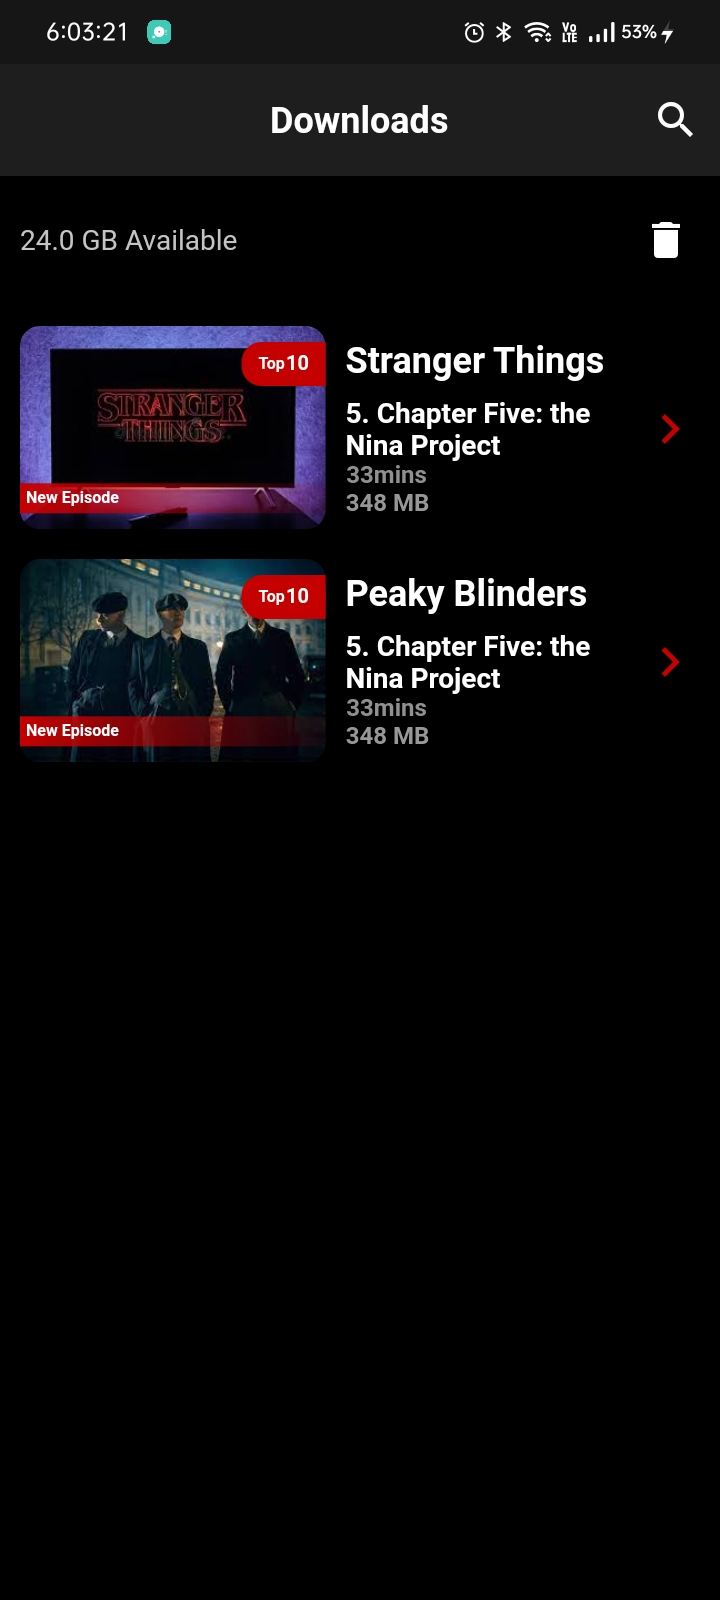 6:03:21
Vo
LTE
53%
Downloads
24.0 GB Available
Top 10
STRANGER
THINGS
New Episode
Stranger Things
5. Chapter Five: the
Nina Project
33mins
348 MB
Top 10
New Episode
Peaky Blinders
5. Chapter Five: the
Nina Project
33mins
348 MB